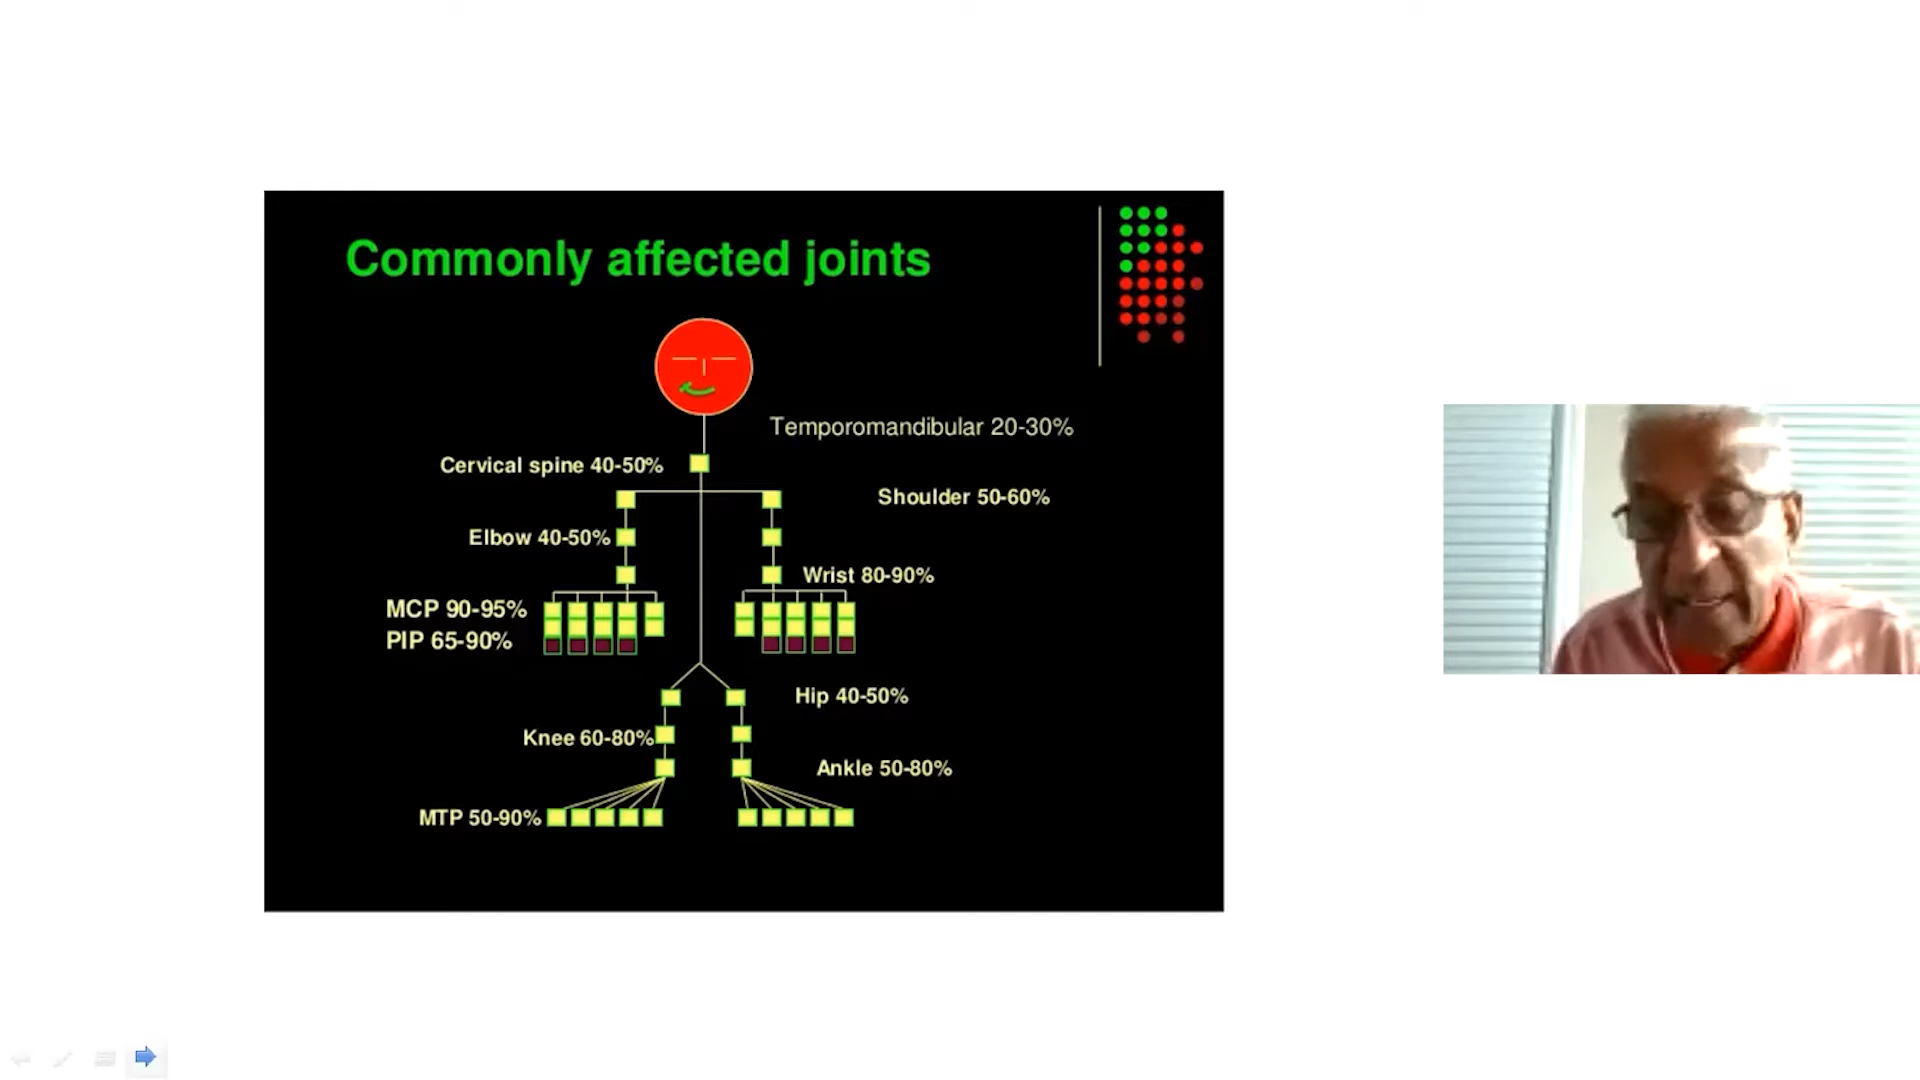 Commonly affected joints
Temporomandibular 20-30%
Cervical spine 40-50%
Shoulder 50-60%
Elbow 40-50%
Wrist 80-90%
MCP 90-95%
PIP 65-90%
Hip 40-50%
Knee 60-80%
Ankle 50-80%
MTP 50-90%